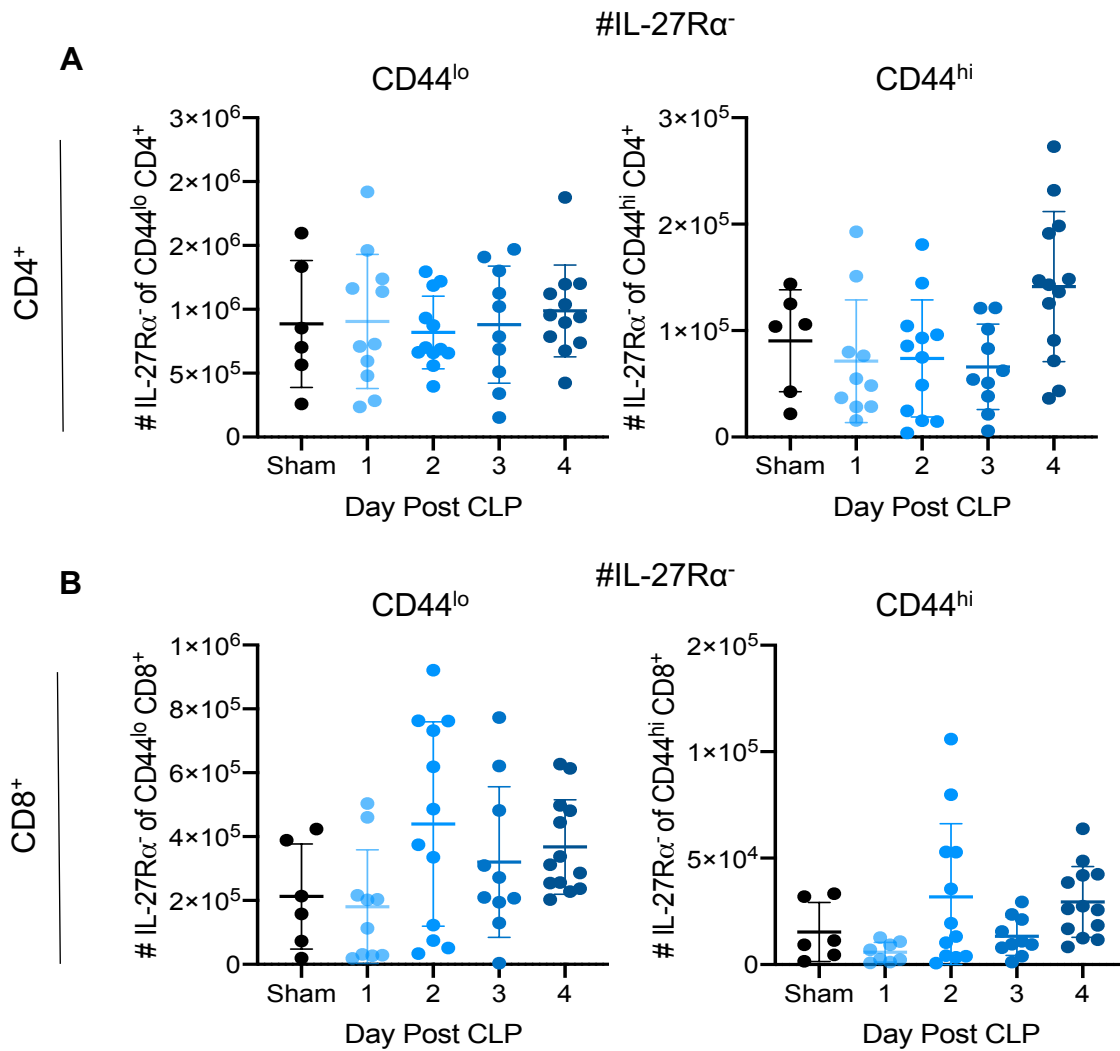 #IL-27Rα⁻
A
CD44ˡᵒ
CD44ʰⁱ
CD4⁺
# IL-27Rα⁻ of CD44ˡᵒ CD4⁺
3×10⁶
2×10⁶
2×10⁶
1×10⁶
5×10⁵
0
Sham 1 2 3 4
Day Post CLP
# IL-27Rα⁻ of CD44ʰⁱ CD4⁺
3×10⁵
2×10⁵
1×10⁵
0
Sham 1 2 3 4
Day Post CLP
#IL-27Rα⁻
B
CD44ˡᵒ
CD44ʰⁱ
CD8⁺
# IL-27Rα⁻ of CD44ˡᵒ CD8⁺
1×10⁶
8×10⁵
6×10⁵
4×10⁵
2×10⁵
0
Sham 1 2 3 4
Day Post CLP
# IL-27Rα⁻ of CD44ʰⁱ CD8⁺
2×10⁵
1×10⁵
5×10⁴
0
Sham 1 2 3 4
Day Post CLP